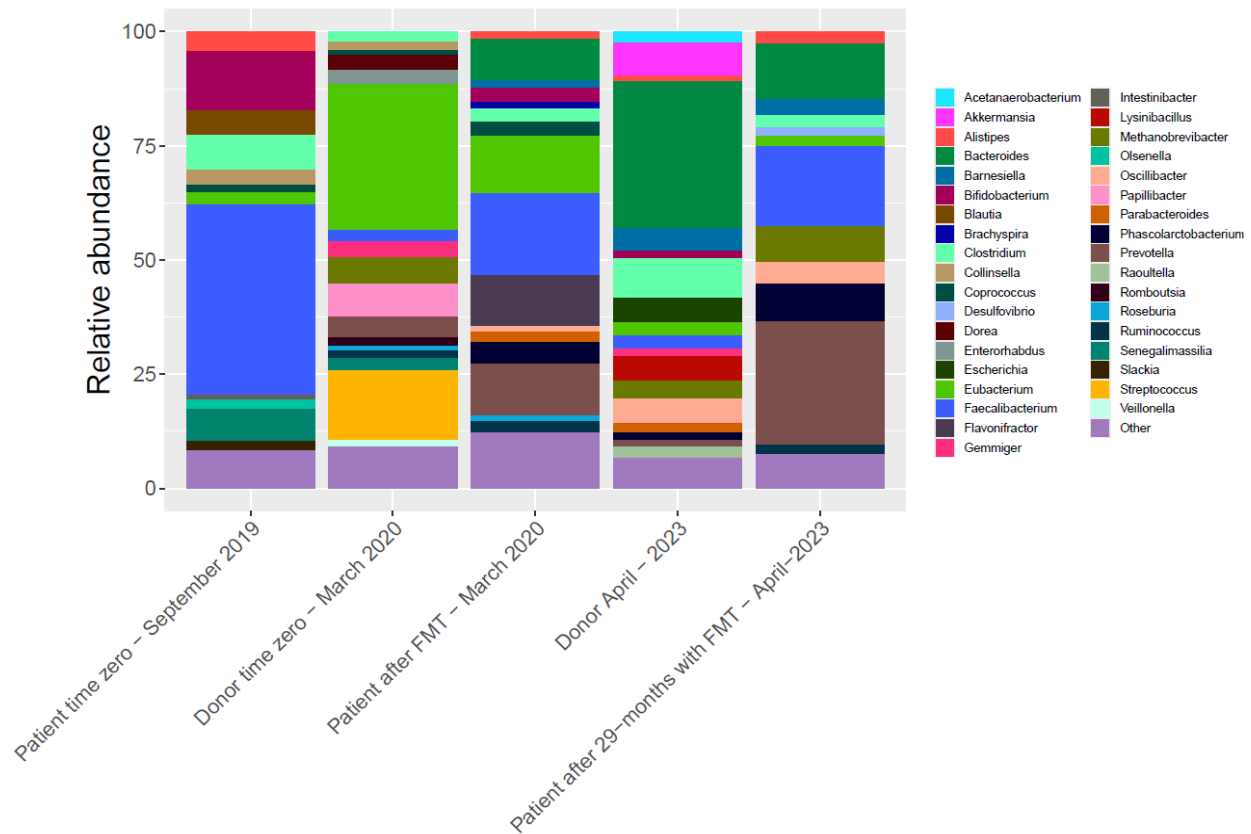 Relative abundance
100
75
50
25
0
Patient time zero – September 2019
Donor time zero – March 2020
Patient after FMT – March 2020
Donor April – 2023
Patient after 29–months with FMT – April–2023
Acetanaerobacterium
Akkermansia
Alistipes
Bacteroides
Barnesiella
Bifidobacterium
Blautia
Brachyspira
Clostridium
Collinsella
Coprococcus
Desulfovibrio
Dorea
Enterorhabdus
Escherichia
Eubacterium
Faecalibacterium
Flavonifractor
Gemmiger
Intestinibacter
Lysinibacillus
Methanobrevibacter
Olsenella
Oscillibacter
Papillibacter
Parabacteroides
Phascolarctobacterium
Prevotella
Raoultella
Romboutsia
Roseburia
Ruminococcus
Senegalimassilia
Slackia
Streptococcus
Veillonella
Other